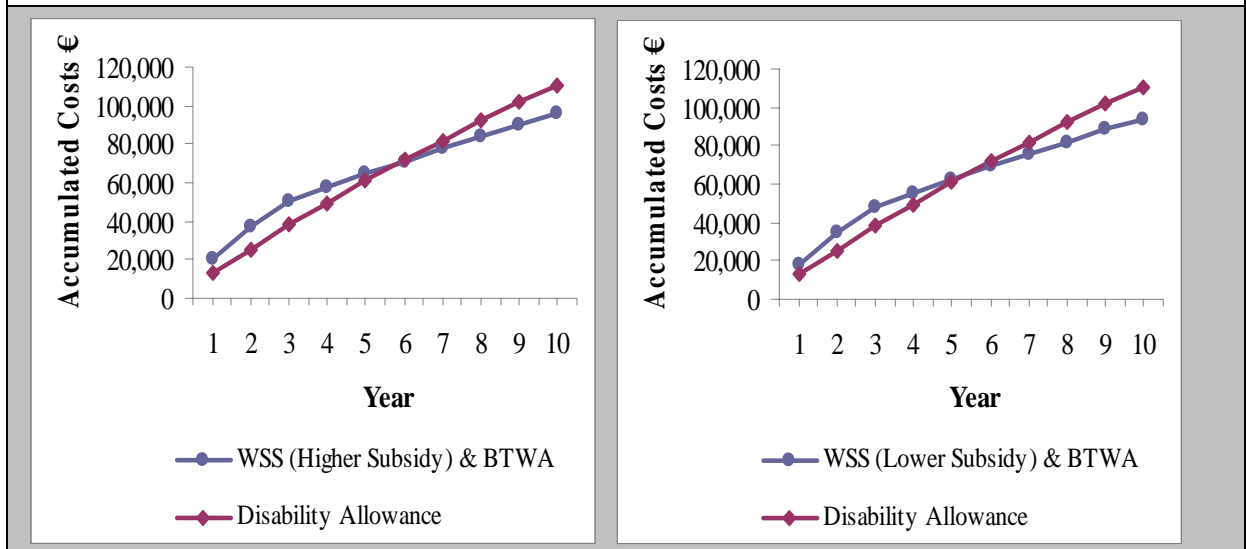 Accumulated Costs €
120,000
100,000
80,000
60,000
40,000
20,000
0
1 2 3 4 5 6 7 8 9 10
Year
WSS (Higher Subsidy) & BTWA
Disability Allowance
Accumulated Costs €
120,000
100,000
80,000
60,000
40,000
20,000
0
1 2 3 4 5 6 7 8 9 10
Year
WSS (Lower Subsidy) & BTWA
Disability Allowance